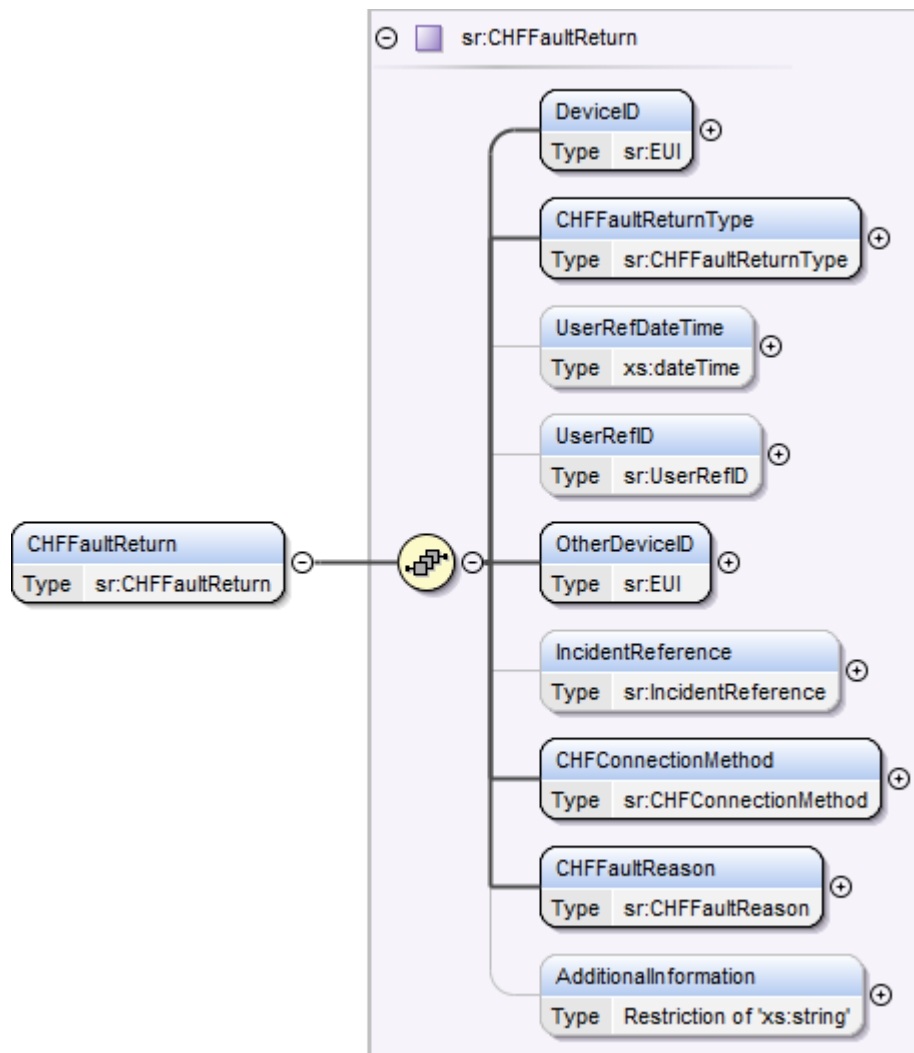 sr:CHFFaultReturn
DeviceID
Type sr:EUI
CHFFaultReturnType
Type sr:CHFFaultReturnType
UserRefDateTime
Type xs:dateTime
UserRefID
Type sr:UserRefID
CHFFaultReturn
Type sr:CHFFaultReturn
OtherDeviceID
Type sr:EUI
IncidentReference
Type sr:IncidentReference
CHFConnectionMethod
Type sr:CHFConnectionMethod
CHFFaultReason
Type sr:CHFFaultReason
AdditionalInformation
Type Restriction of 'xs:string'